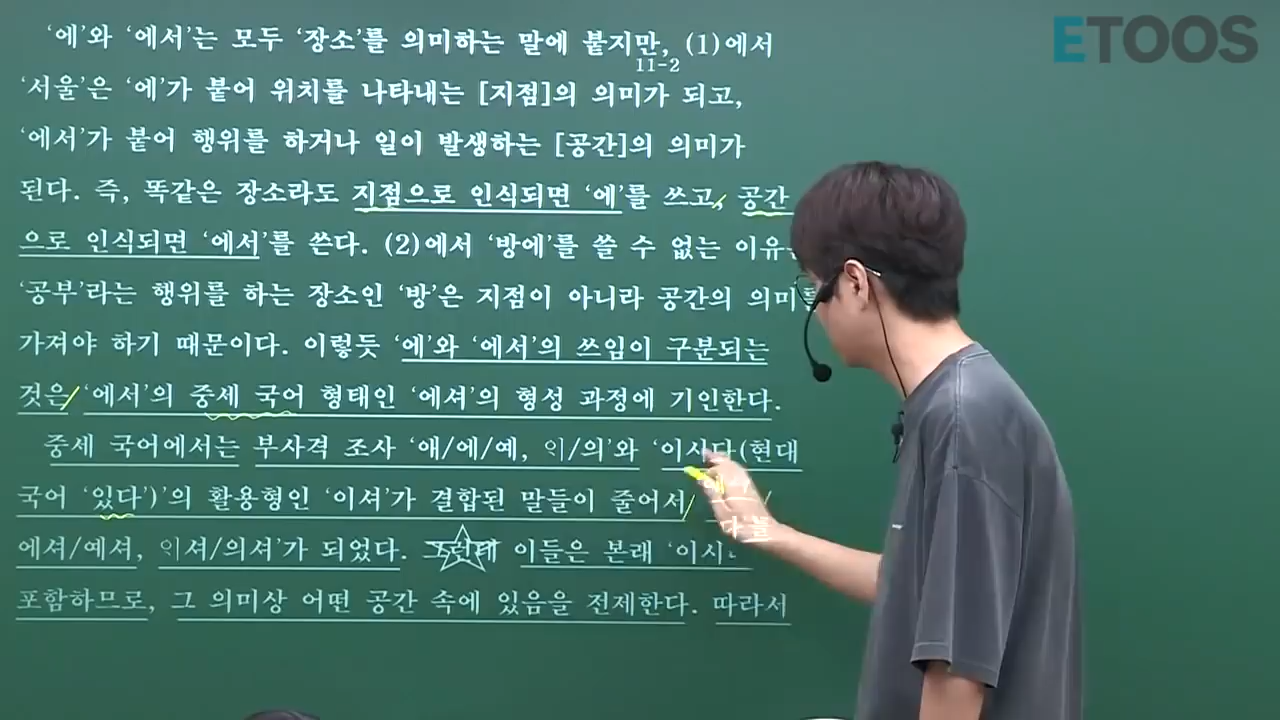 ETOOS
‘에’와 ‘에서’는 모두 ‘장소’를 의미하는 말에 붙지만, (1)에서
11-2
‘서울’은 ‘에’가 붙어 위치를 나타내는 [지점]의 의미가 되고,
‘에서’가 붙어 행위를 하거나 일이 발생하는 [공간]의 의미가
된다. 즉, 똑같은 장소라도 지점으로 인식되면 ‘에’를 쓰고, 공간
으로 인식되면 ‘에서’를 쓴다. (2)에서 ‘방에’를 쓸 수 없는 이유
‘공부’라는 행위를 하는 장소인 ‘방’은 지점이 아니라 공간의 의미를
가져야 하기 때문이다. 이렇듯 ‘에’와 ‘에서’의 쓰임이 구분되는
것은 ‘에서’의 중세 국어 형태인 ‘에셔’의 형성 과정에 기인한다.
중세 국어에서는 부사격 조사 ‘애/에/예, ᄋᆡ/의’와 ‘이시다(현대
국어 ‘있다’)’의 활용형인 ‘이셔’가 결합된 말들이 줄어서
에셔/예셔, ᄋᆡ셔/의셔’가 되었다. 그런데 이들은 본래 ‘이시다’를
포함하므로, 그 의미상 어떤 공간 속에 있음을 전제한다. 따라서